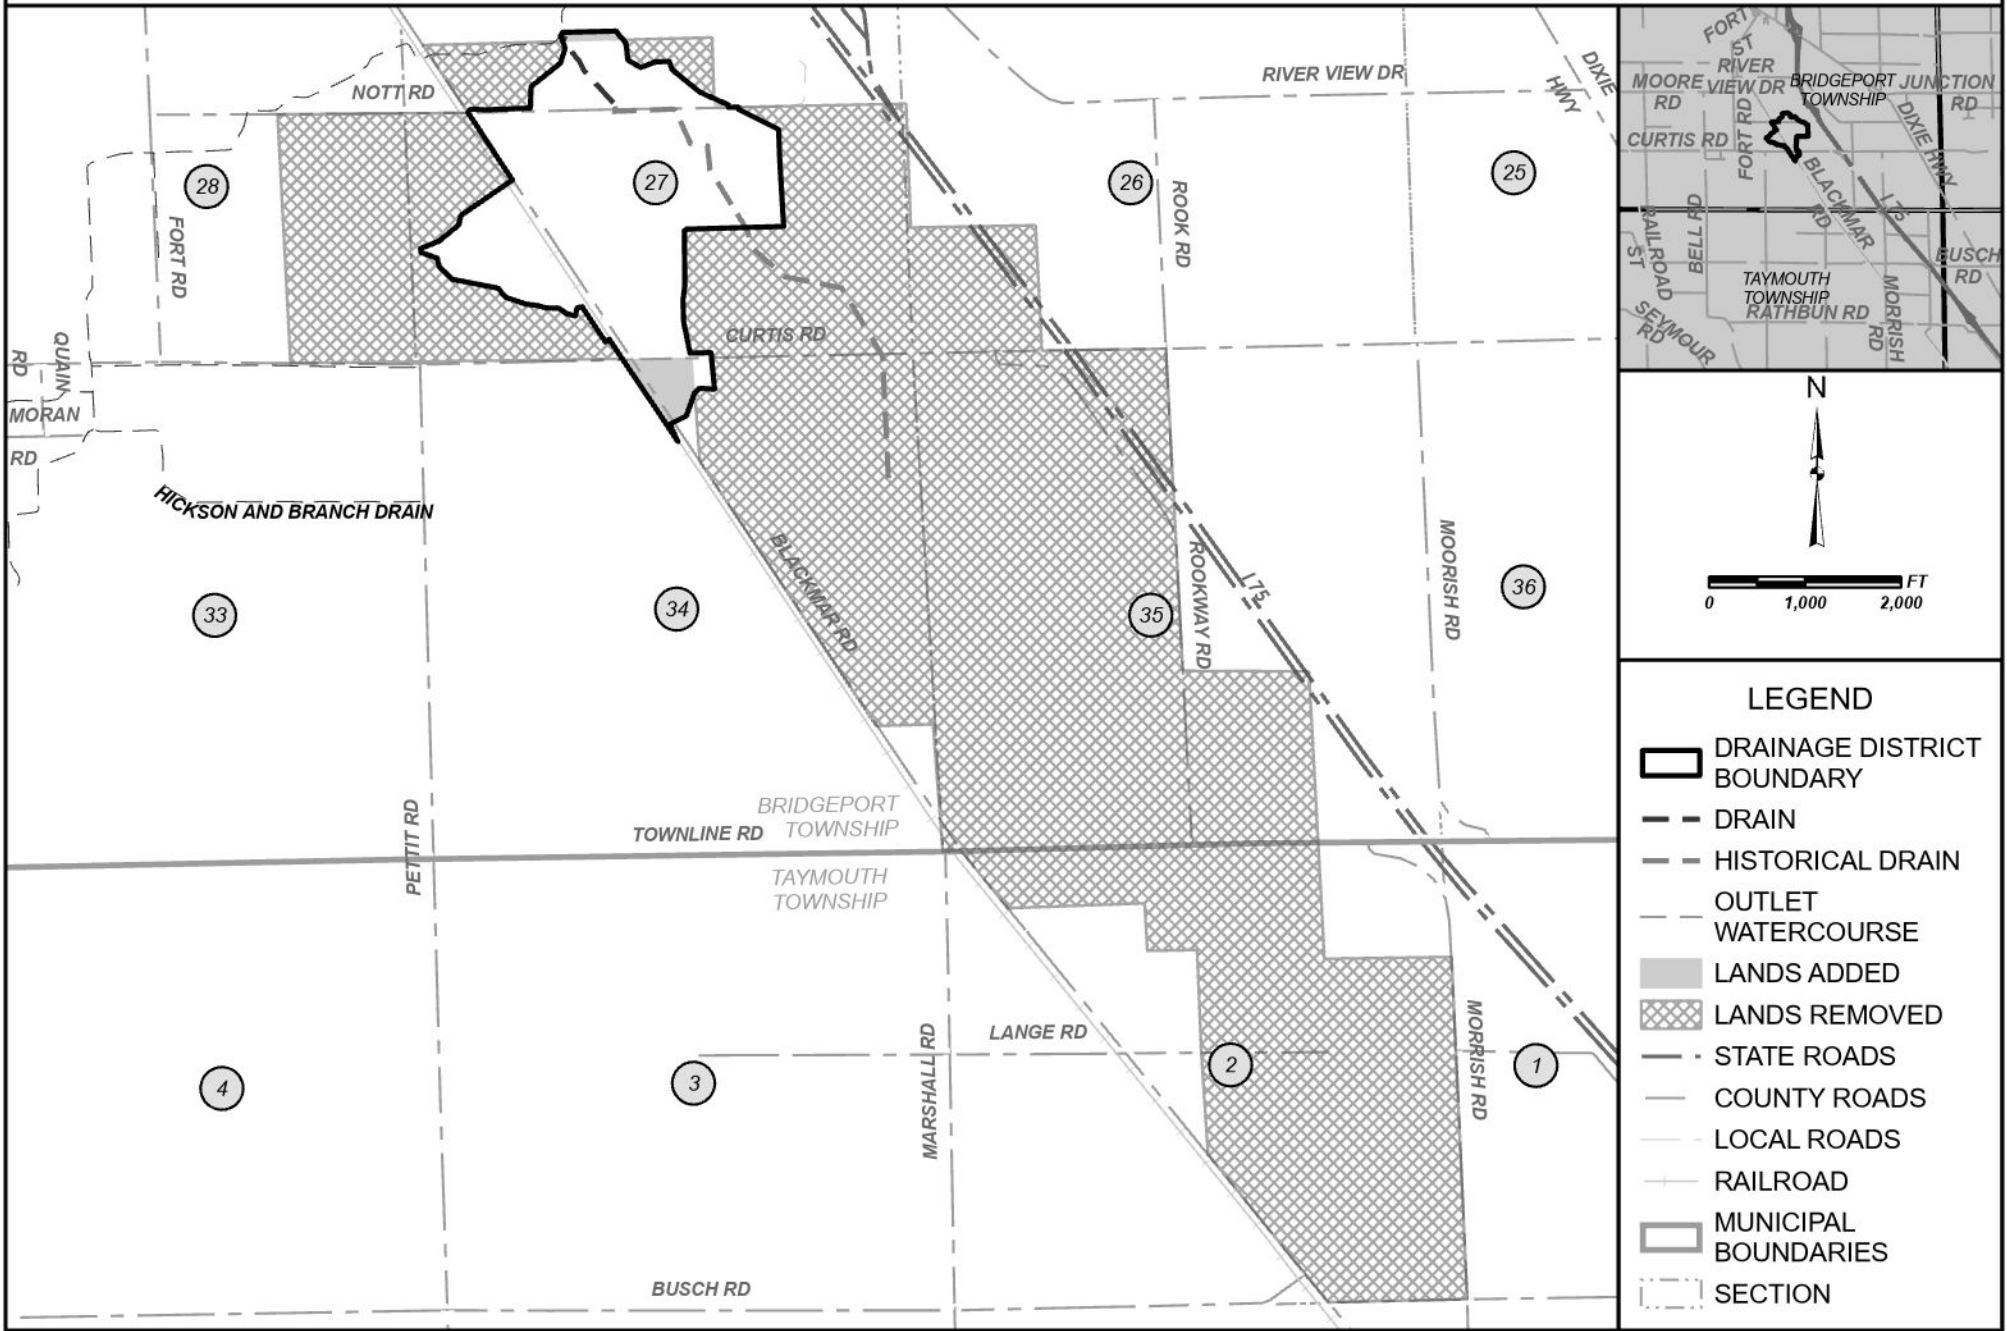 NOTT RD
RIVER VIEW DR
DIXIE
HWY
28
27
26
25
FORT RD
ROOK RD
QUAIN
RD
CURTIS RD
MORAN
RD
HICKSON AND BRANCH DRAIN
BLACKMAR RD
ROOKWAY RD
I 75
MOORISH RD
33
34
35
36
PETTIT RD
BRIDGEPORT
TOWNSHIP
TOWNLINE RD
TAYMOUTH
TOWNSHIP
MARSHALL RD
LANGE RD
MORRISH RD
4
3
2
1
BUSCH RD
FORT
ST
RIVER
VIEW DR
MOORE
RD
BRIDGEPORT
TOWNSHIP
JUNCTION
RD
CURTIS RD
FORT RD
DIXIE HWY
BLACKMAR
RD
I 75
RAILROAD
ST
BELL RD
BUSCH
RD
TAYMOUTH
TOWNSHIP
RATHBUN RD
MORRISH
RD
SEYMOUR
RD
N
FT
0 1,000 2,000
LEGEND
DRAINAGE DISTRICT
BOUNDARY
DRAIN
HISTORICAL DRAIN
OUTLET
WATERCOURSE
LANDS ADDED
LANDS REMOVED
STATE ROADS
COUNTY ROADS
LOCAL ROADS
RAILROAD
MUNICIPAL
BOUNDARIES
SECTION